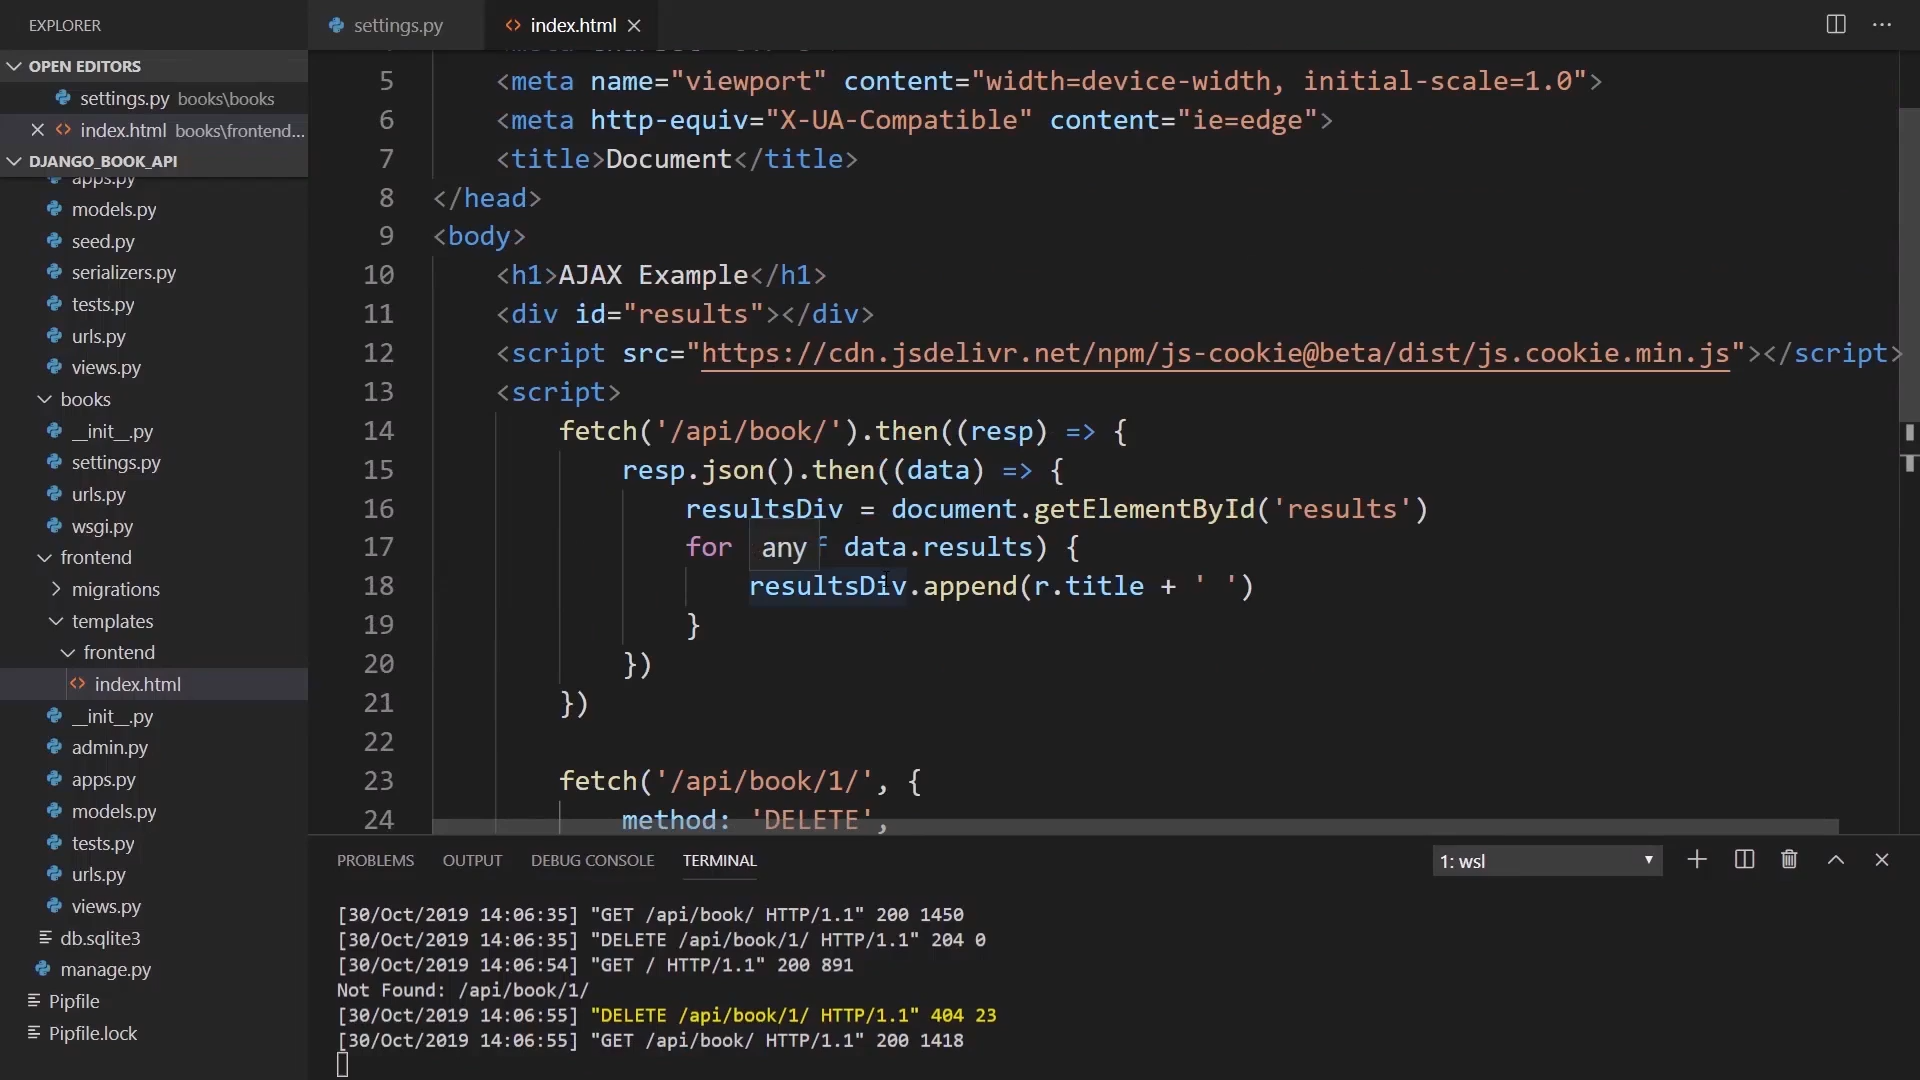 EXPLORER
OPEN EDITORS
settings.py books\books
index.html books\frontend...
DJANGO_BOOK_API
apps.py
models.py
seed.py
serializers.py
tests.py
urls.py
views.py
books
__init__.py
settings.py
urls.py
wsgi.py
frontend
migrations
templates
frontend
index.html
__init__.py
admin.py
apps.py
models.py
tests.py
urls.py
views.py
db.sqlite3
manage.py
Pipfile
Pipfile.lock
settings.py
index.html
5 <meta name="viewport" content="width=device-width, initial-scale=1.0">
6 <meta http-equiv="X-UA-Compatible" content="ie=edge">
7 <title>Document</title>
8 </head>
9 <body>
10 <h1>AJAX Example</h1>
11 <div id="results"></div>
12 <script src="https://cdn.jsdelivr.net/npm/js-cookie@beta/dist/js.cookie.min.js"></script>
13 <script>
14 fetch('/api/book/').then((resp) => {
15 resp.json().then((data) => {
16 resultsDiv = document.getElementById('results')
17 for any data.results) {
18 resultsDiv.append(r.title + ' ')
19 }
20 })
21 })
22
23 fetch('/api/book/1/', {
24 method: 'DELETE',
PROBLEMS OUTPUT DEBUG CONSOLE TERMINAL
1: wsl
[30/Oct/2019 14:06:35] "GET /api/book/ HTTP/1.1" 200 1450
[30/Oct/2019 14:06:35] "DELETE /api/book/1/ HTTP/1.1" 204 0
[30/Oct/2019 14:06:54] "GET / HTTP/1.1" 200 891
Not Found: /api/book/1/
[30/Oct/2019 14:06:55] "DELETE /api/book/1/ HTTP/1.1" 404 23
[30/Oct/2019 14:06:55] "GET /api/book/ HTTP/1.1" 200 1418